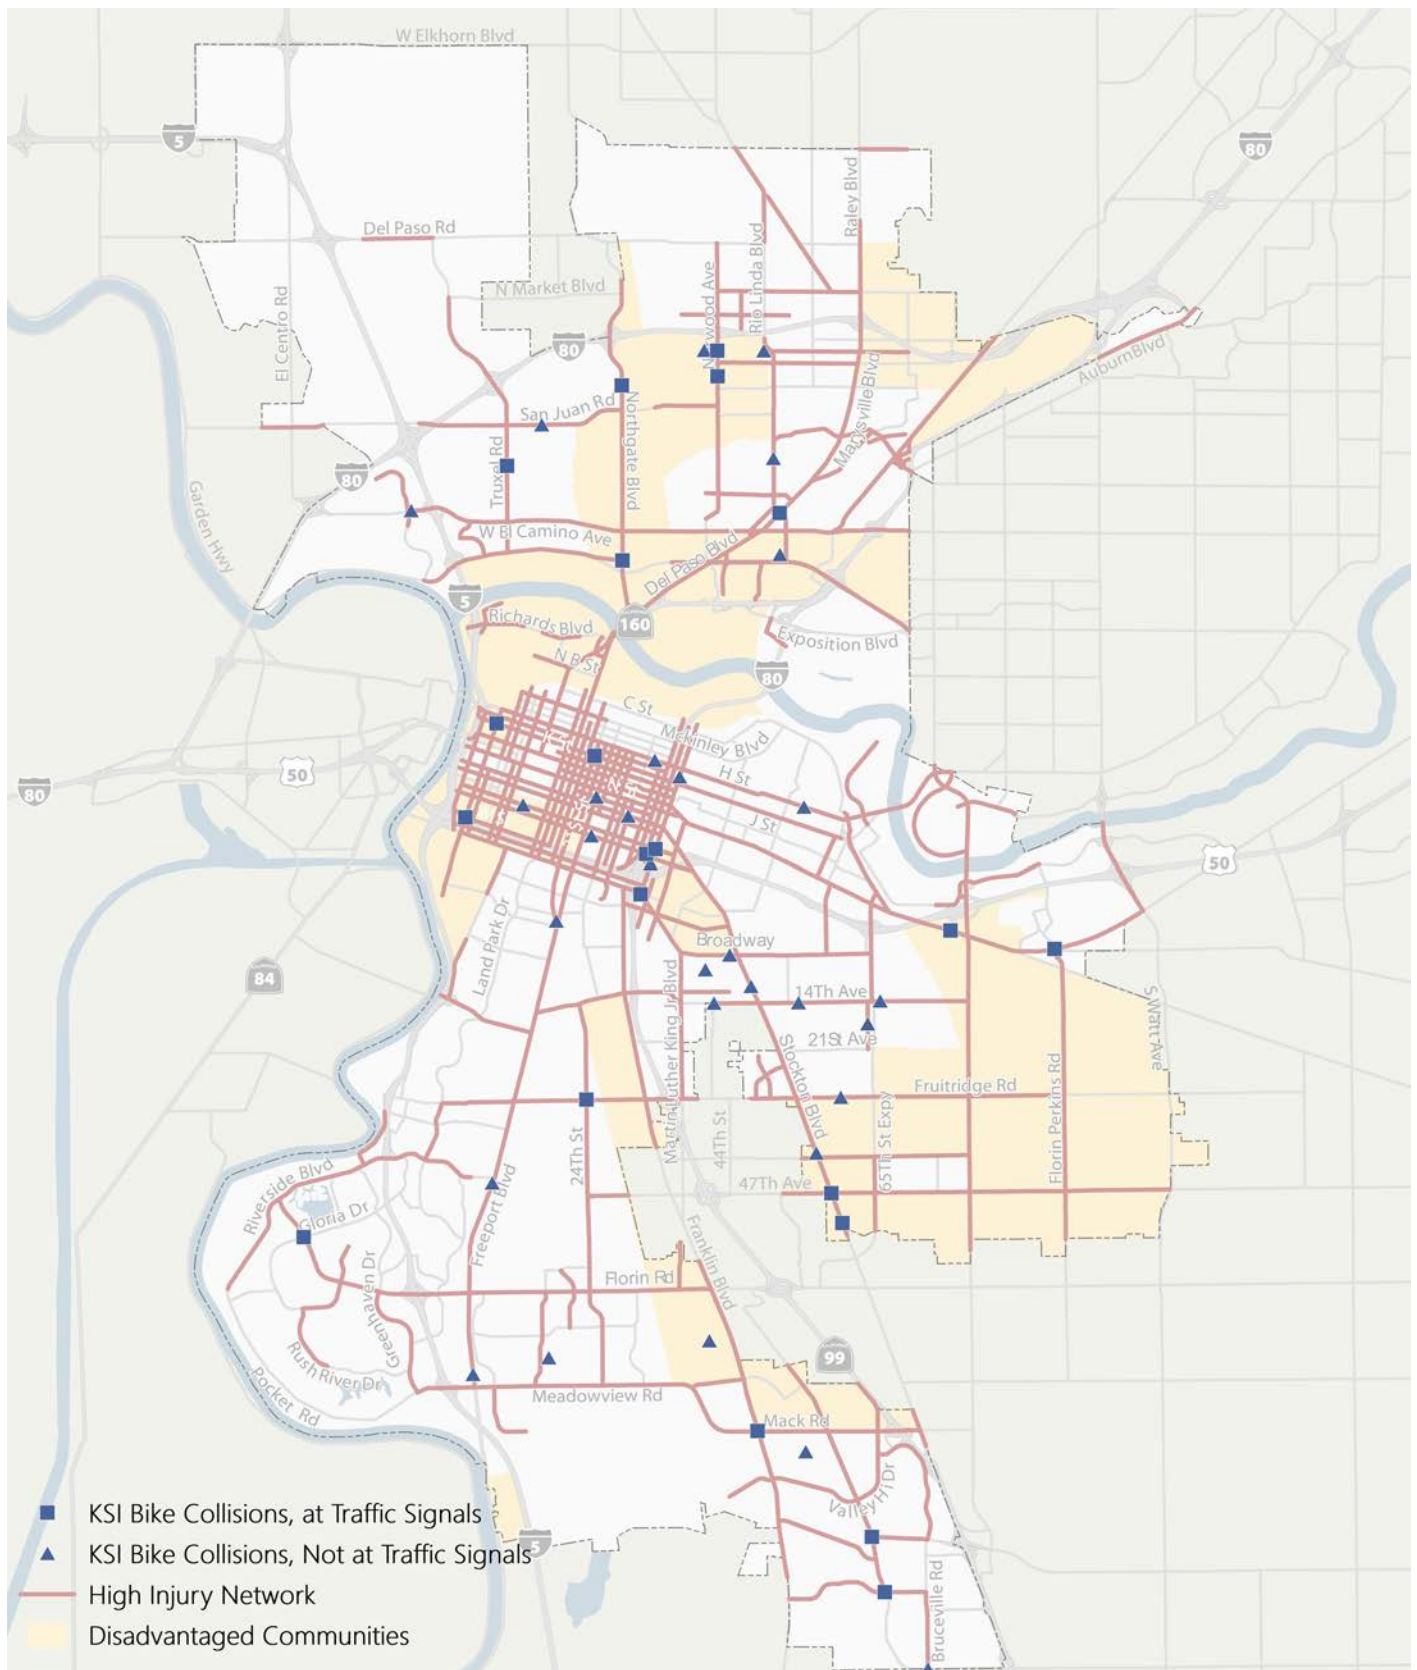 W Elkhorn Blvd
5
80
Raley Blvd
Del Paso Rd
Rio Linda Blvd
N Market Blvd
El Centro Rd
80
Auburn Blvd
Marysville Blvd
San Juan Rd
Northgate Blvd
Truxel Rd
80
Garden Hwy
W El Camino Ave
Del Paso Blvd
5
Richards Blvd
160
Exposition Blvd
N B St
80
C St
Mckinley Blvd
H St
50
80
J St
50
Land Park Dr
Broadway
84
14Th Ave
S Watt Ave
21St Ave
Martin Luther King Jr Blvd
Stockton Blvd
Fruitridge Rd
Florin Perkins Rd
65Th St Expy
44Th St
24Th St
47Th Ave
Riverside Blvd
Gloria Dr
Freeport Blvd
Franklin Blvd
Florin Rd
Greenhaven Dr
99
Rush River Dr
Pocket Rd
Meadowview Rd
Mack Rd
Valley Hi Dr
5
Bruceville Rd
KSI Bike Collisions, at Traffic Signals
KSI Bike Collisions, Not at Traffic Signals
High Injury Network
Disadvantaged Communities